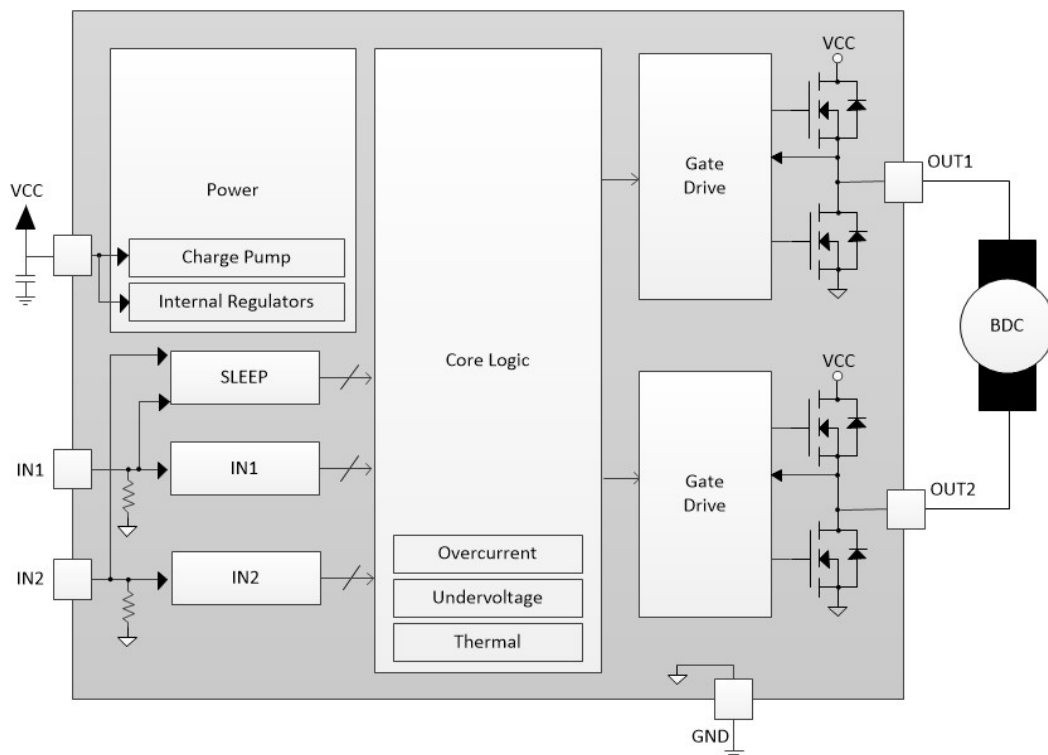 VCC
Power
Charge Pump
Internal Regulators
SLEEP
IN1
IN1
IN2
IN2
Core Logic
Overcurrent
Undervoltage
Thermal
Gate
Drive
VCC
OUT1
BDC
Gate
Drive
VCC
OUT2
GND